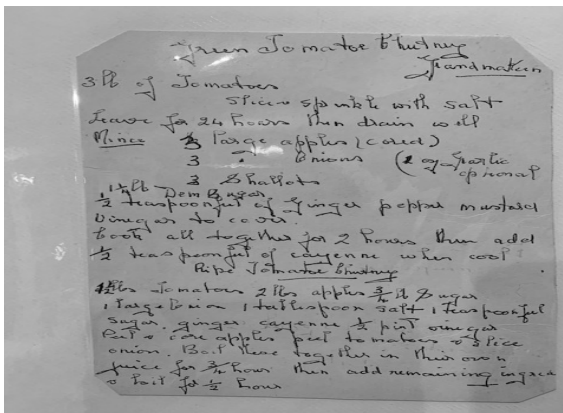 Green Tomatoe Chutney
Grandmaken
3 lb of Tomatoes
Slice & sprinkle with salt
Leave for 24 hours then drain well
Mince 3 large apples (cored)
3 " Onions (2 og garlic optional
3 Shallots
1 1/4 lb Dem Sugar
1/2 teaspoonful of ginger pepper mustard
Vinegar to cover.
Cook all together for 2 hours then add
1/2 teaspoonful of cayenne when cool
Ripe Tomatoe Chutney
lbs Tomatoes 2 lbs apples 3/4 lb Sugar
1 large onion 1 tablespoon salt 1 teaspoonful
sugar. ginger. cayenne 1/2 pint vinegar
Peel & core apples peel tomatoes & slice
onion. Boil these together in their own
juice for 3/4 hour then add remaining ingred
& boil for 1/2 hour